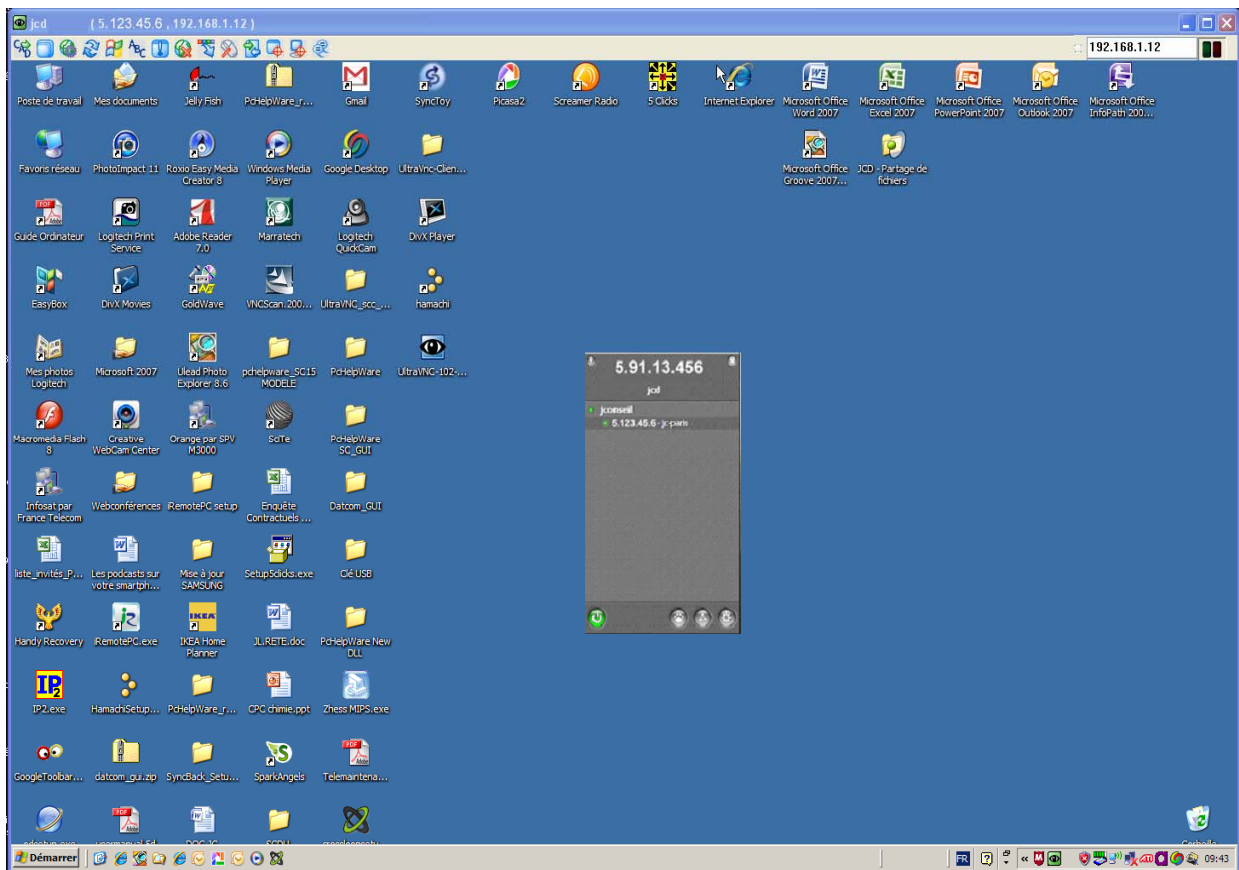 jcd ( 5.123.45.6 , 192.168.1.12 )
192.168.1.12
Poste de travail
Mes documents
Jelly Fish
PcHelpWare_r...
Gmail
SyncToy
Picasa2
Screamer Radio
5 Clicks
Internet Explorer
Microsoft Office
Word 2007
Microsoft Office
Excel 2007
Microsoft Office
PowerPoint 2007
Microsoft Office
Outlook 2007
Microsoft Office
InfoPath 200...
Favoris réseau
PhotoImpact 11
Roxio Easy Media
Creator 8
Windows Media
Player
Google Desktop
UltraVnc-Clien...
Microsoft Office
Groove 2007...
JCD - Partage de
fichiers
Guide Ordinateur
Logitech Print
Service
Adobe Reader
7.0
Marratech
Logitech
QuickCam
DivX Player
EasyBox
DivX Movies
GoldWave
VNCScan.200...
UltraVNC_scc_...
hamachi
Mes photos
Logitech
Microsoft 2007
Ulead Photo
Explorer 8.6
pchelpware_SC15
MODELE
PcHelpWare
UltraVNC-102-...
5.91.13.456
jcd
jconseil
5.123.45.6 - jc-paris
Macromedia Flash
8
Creative
WebCam Center
Orange par SPV
M3000
SciTe
PcHelpWare
SC_GUI
Infosat par
France Telecom
Webconférences
iRemotePC setup
Enquête
Contractuels ...
Datcom_GUI
liste_invités_P...
Les podcasts sur
votre smartph...
Mise à jour
SAMSUNG
Setup5clicks.exe
Clé USB
Handy Recovery
iRemotePC.exe
IKEA
IKEA Home
Planner
JL.RETE.doc
PcHelpWare New
DLL
IP2
IP2.exe
HamachiSetup...
PcHelpWare_r...
CPC chimie.ppt
Zhess MIPS.exe
GoogleToolbar...
datcom_gui.zip
SyncBack_Setu...
SparkAngels
Telemaintena...
Démarrer
FR
09:43